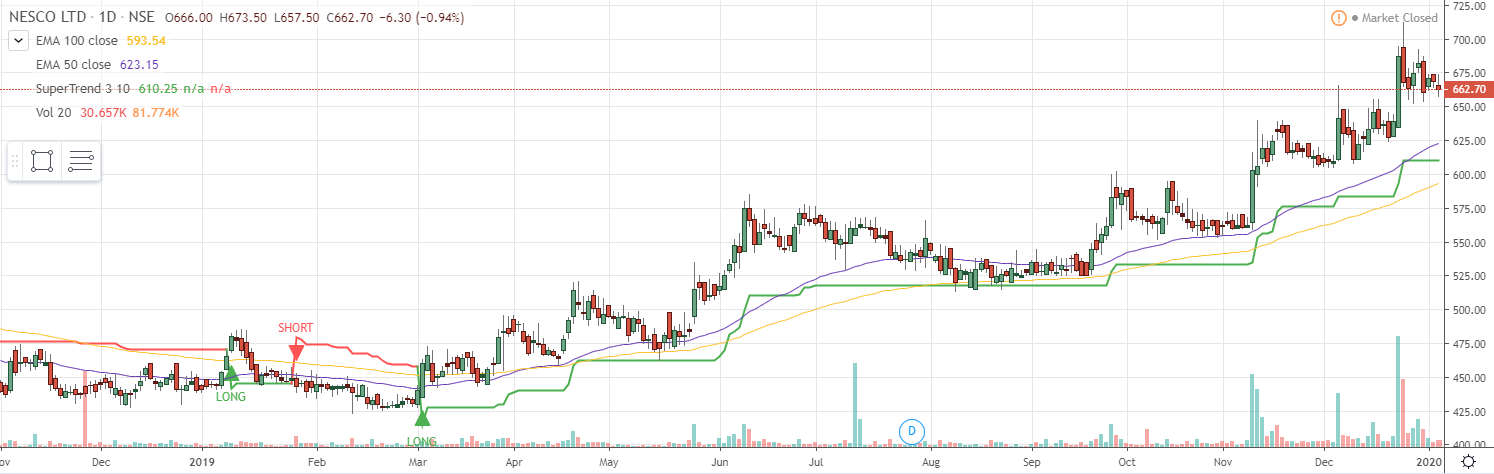 NESCO LTD · 1D · NSE O666.00 H673.50 L657.50 C662.70 −6.30 (−0.94%)
! • Market Closed
EMA 100 close 593.54
EMA 50 close 623.15
SuperTrend 3 10 610.25 n/a n/a
Vol 20 30.657K 81.774K
725.00
700.00
675.00
662.70
650.00
625.00
600.00
575.00
550.00
525.00
500.00
475.00
450.00
425.00
400.00
SHORT
LONG
LONG
D
ov Dec 2019 Feb Mar Apr May Jun Jul Aug Sep Oct Nov Dec 2020